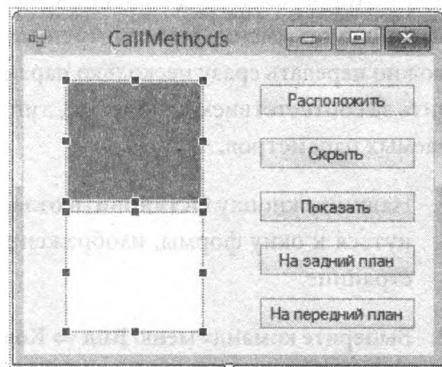 CallMethods
Расположить
Скрыть
Показать
На задний план
На передний план